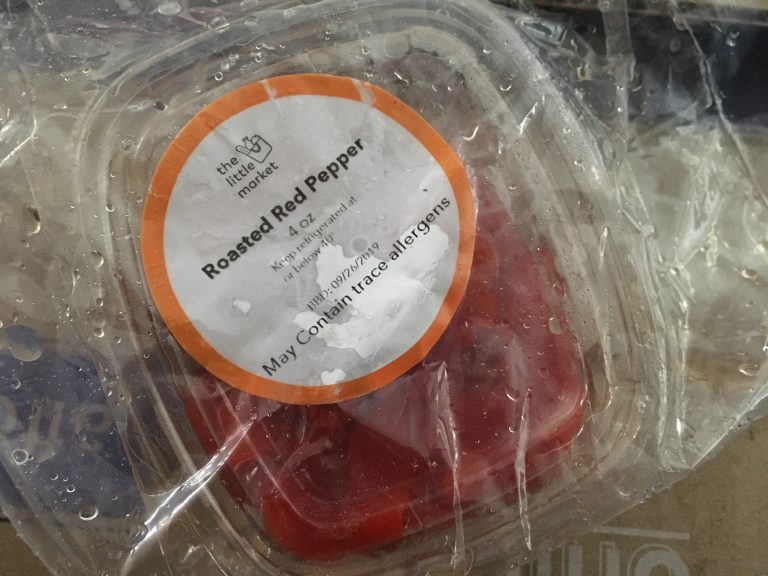 the
little
market
Roasted Red Pepper
4 oz
Keep refrigerated at
or below 40°
BBD: 09/26/2019
May Contain trace allergens